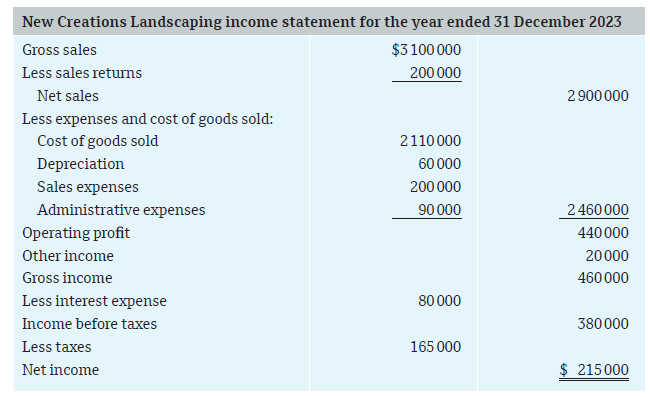 New Creations Landscaping income statement for the year ended 31 December 2023
Gross sales $3 100 000
Less sales returns 200 000
Net sales 2 900 000
Less expenses and cost of goods sold:
Cost of goods sold 2 110 000
Depreciation 60 000
Sales expenses 200 000
Administrative expenses 90 000 2 460 000
Operating profit 440 000
Other income 20 000
Gross income 460 000
Less interest expense 80 000
Income before taxes 380 000
Less taxes 165 000
Net income $ 215 000